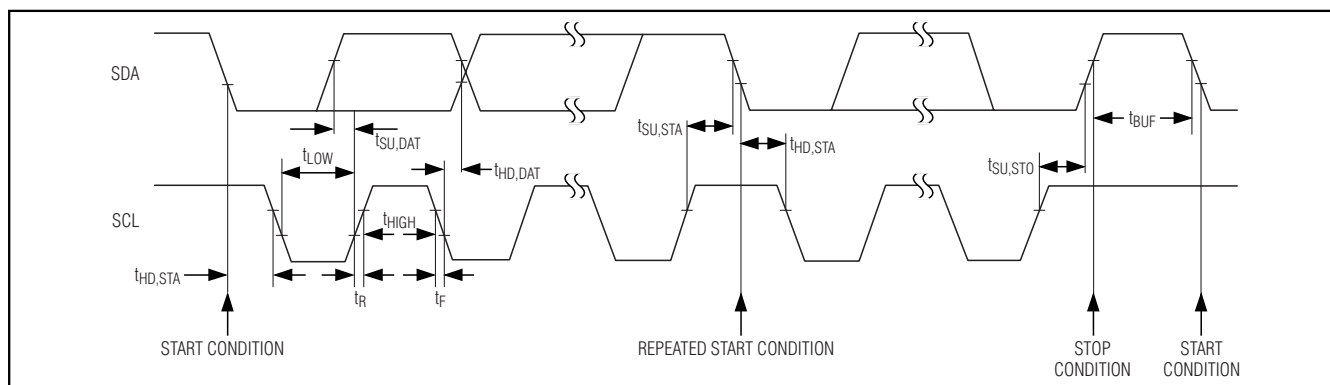 SDA
tSU,DAT
tLOW
tHD,DAT
tSU,STA
tHD,STA
tBUF
tSU,STO
SCL
tHIGH
tHD,STA
tR
tF
START CONDITION
REPEATED START CONDITION
STOP
CONDITION
START
CONDITION